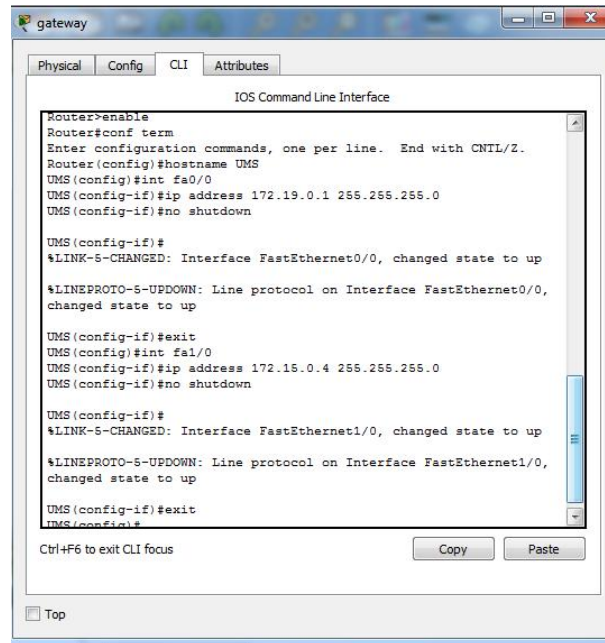 gateway
Physical Config CLI Attributes
IOS Command Line Interface
Router>enable
Router#conf term
Enter configuration commands, one per line. End with CNTL/Z.
Router(config)#hostname UMS
UMS(config)#int fa0/0
UMS(config-if)#ip address 172.19.0.1 255.255.255.0
UMS(config-if)#no shutdown
UMS(config-if)#
%LINK-5-CHANGED: Interface FastEthernet0/0, changed state to up
%LINEPROTO-5-UPDOWN: Line protocol on Interface FastEthernet0/0,
changed state to up
UMS(config-if)#exit
UMS(config)#int fa1/0
UMS(config-if)#ip address 172.15.0.4 255.255.255.0
UMS(config-if)#no shutdown
UMS(config-if)#
%LINK-5-CHANGED: Interface FastEthernet1/0, changed state to up
%LINEPROTO-5-UPDOWN: Line protocol on Interface FastEthernet1/0,
changed state to up
UMS(config-if)#exit
UMS(config)#
Ctrl+F6 to exit CLI focus
Copy Paste
Top